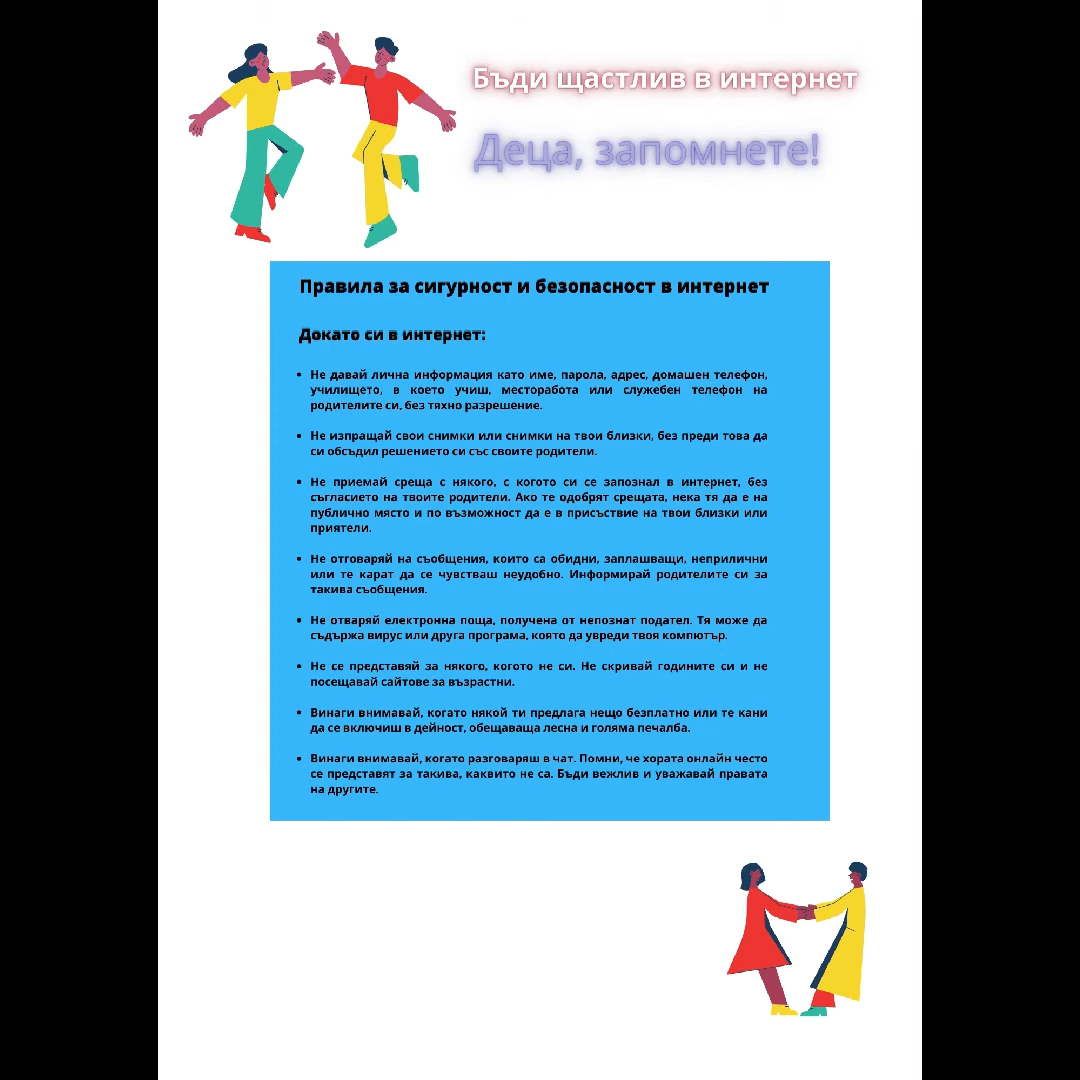 Бъди щастлив в интернет
Деца, запомнете!
Правила за сигурност и безопасност в интернет
Докато си в интернет:
• Не давай лична информация като име, парола, адрес, домашен телефон,
училището, в което учиш, месторабота или служебен телефон на
родителите си, без тяхно разрешение.
• Не изпращай свои снимки или снимки на твои близки, без преди това да
си обсъдил решението си със своите родители.
• Не приемай среща с някого, с когото си се запознал в интернет, без
съгласието на твоите родители. Ако те одобрят срещата, нека тя да е на
публично място и по възможност да е в присъствие на твои близки или
приятели.
• Не отговаряй на съобщения, които са обидни, заплашващи, неприлични
или те карат да се чувстваш неудобно. Информирай родителите си за
такива съобщения.
• Не отваряй електронна поща, получена от непознат подател. Тя може да
съдържа вирус или друга програма, която да увреди твоя компютър.
• Не се представяй за някого, когото не си. Не скривай годините си и не
посещавай сайтове за възрастни.
• Винаги внимавай, когато някой ти предлага нещо безплатно или те кани
да се включиш в дейност, обещаваща лесна и голяма печалба.
• Винаги внимавай, когато разговаряш в чат. Помни, че хората онлайн често
се представят за такива, каквито не са. Бъди вежлив и уважавай правата
на другите.